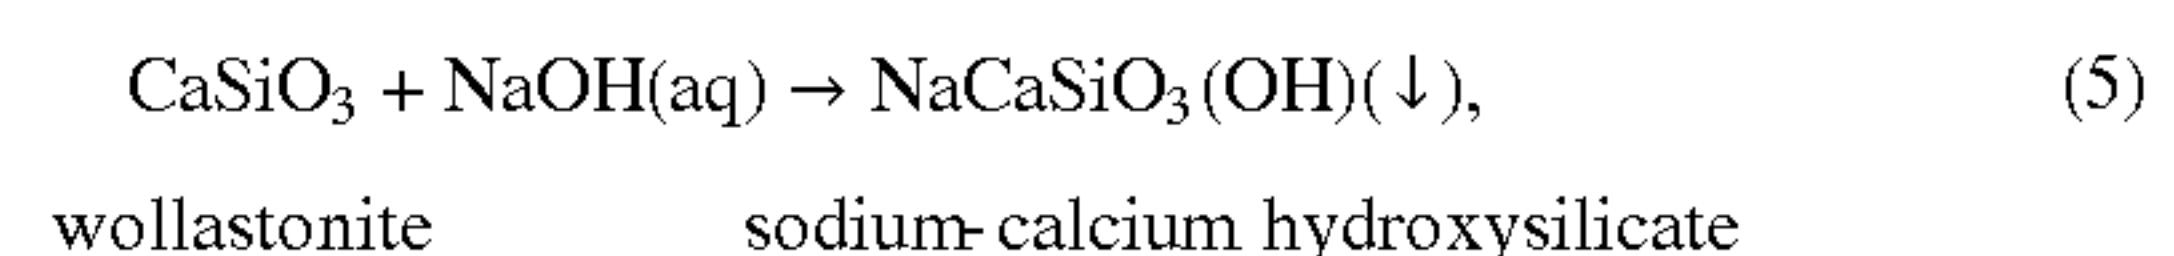 CaSiO₃ + NaOH(aq) → NaCaSiO₃(OH)(↓), (5)
wollastonite sodium-calcium hydroxysilicate